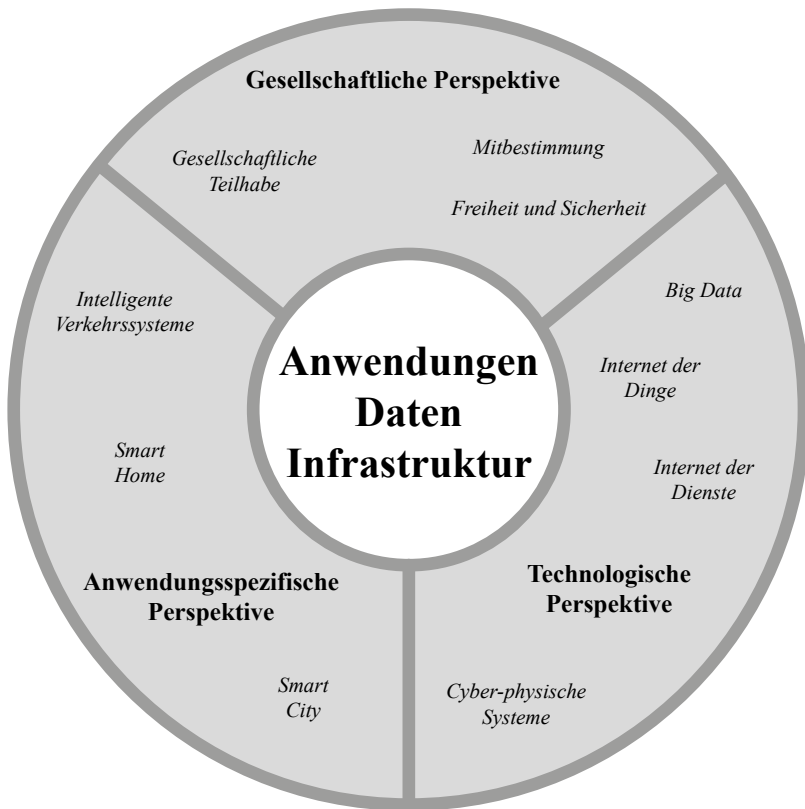 Gesellschaftliche Perspektive
Gesellschaftliche
Teilhabe
Mitbestimmung
Freiheit und Sicherheit
Intelligente
Verkehrssysteme
Smart
Home
Anwendungsspezifische
Perspektive
Smart
City
Anwendungen
Daten
Infrastruktur
Big Data
Internet der
Dinge
Internet der
Dienste
Technologische
Perspektive
Cyber-physische
Systeme